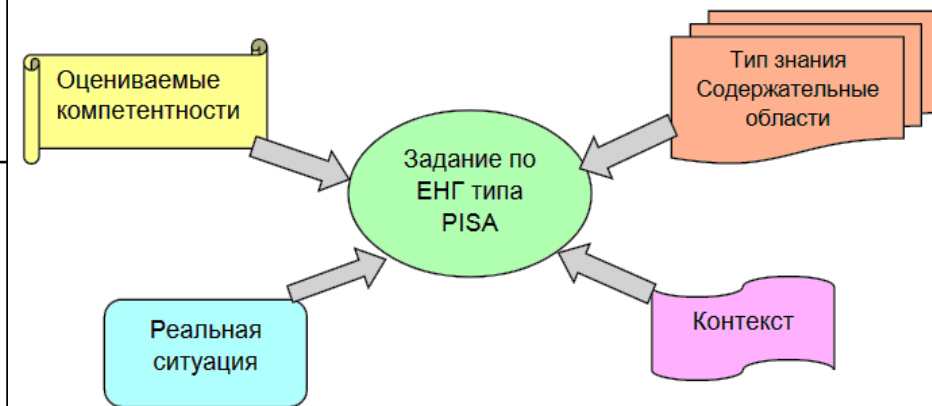 Оцениваемые
компетентности
Тип знания
Содержательные
области
Задание по
ЕНГ типа
PISA
Реальная
ситуация
Контекст